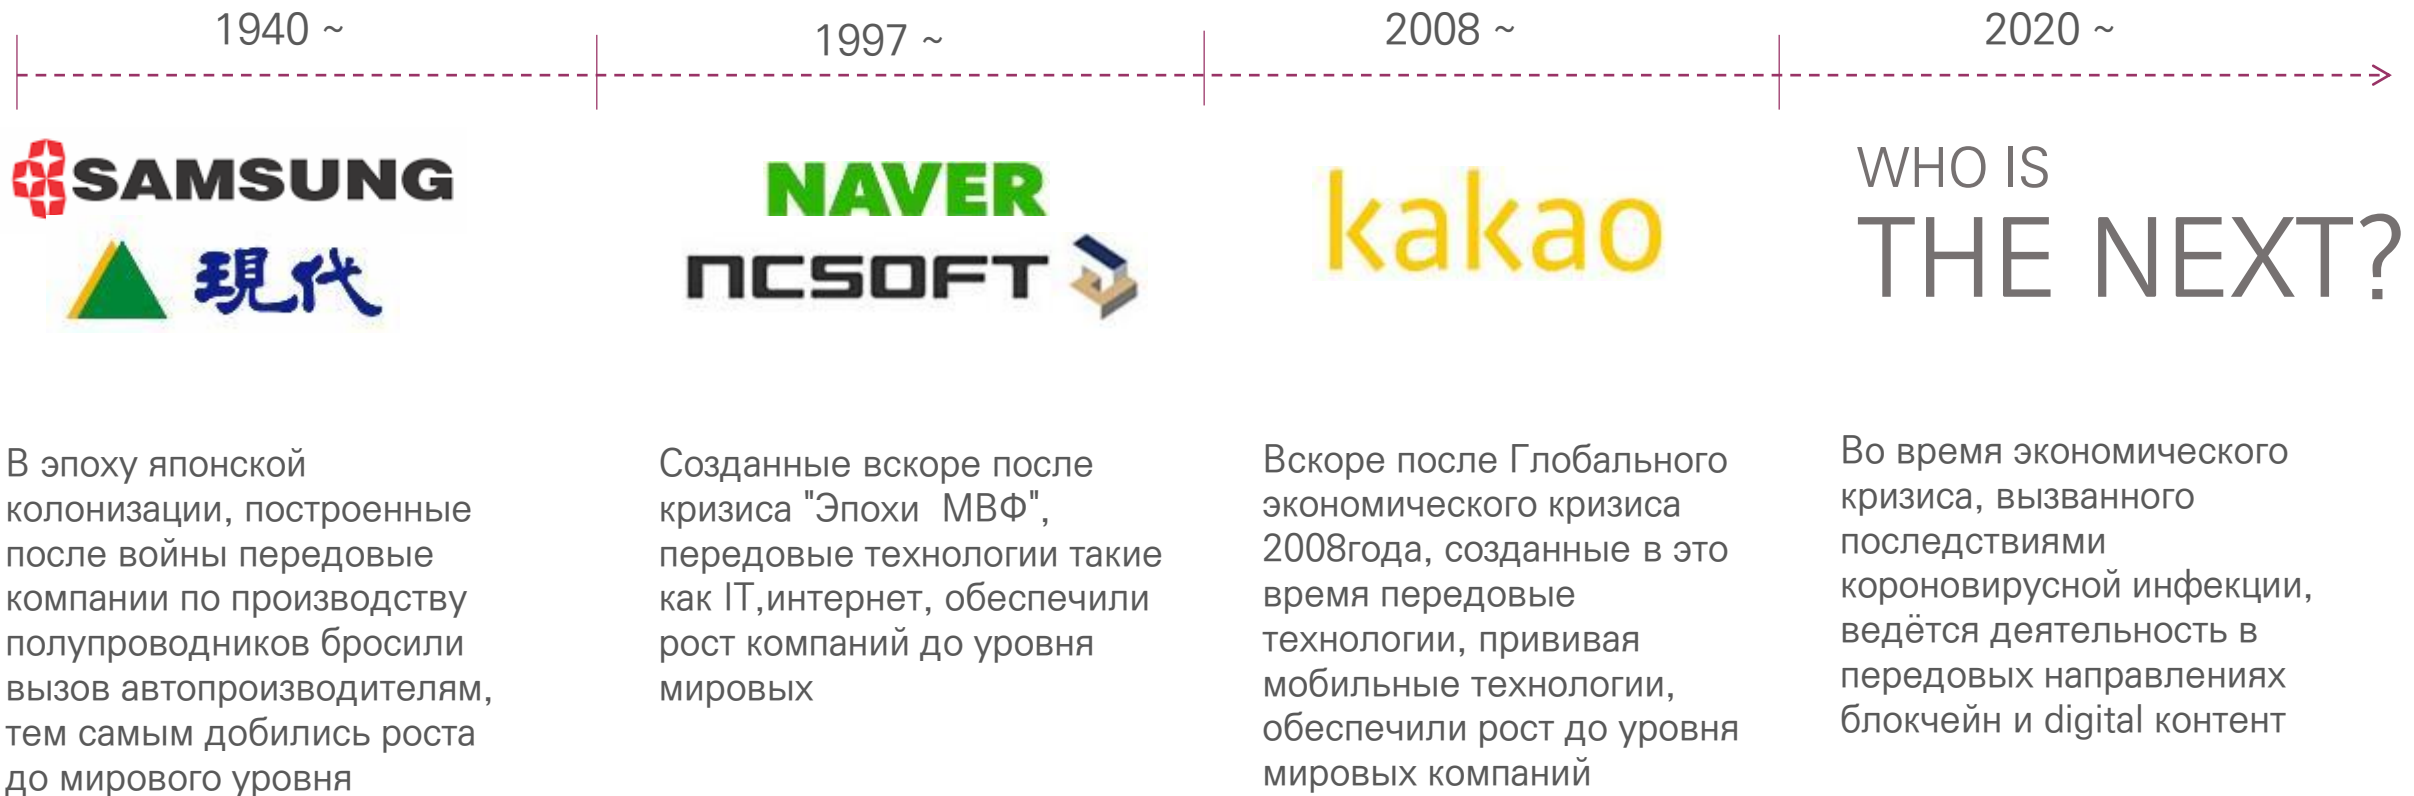 1940 ~
1997 ~
2008 ~
2020 ~
SAMSUNG
現代
NAVER
NCSOFT
kakao
WHO IS
THE NEXT?
В эпоху японской
колонизации, построенные
после войны передовые
компании по производству
полупроводников бросили
вызов автопроизводителям,
тем самым добились роста
до мирового уровня
Созданные вскоре после
кризиса "Эпохи  МВФ",
передовые технологии такие
как IT,интернет, обеспечили
рост компаний до уровня
мировых
Вскоре после Глобального
экономического кризиса
2008года, созданные в это
время передовые
технологии, прививая
мобильные технологии,
обеспечили рост до уровня
мировых компаний
Во время экономического
кризиса, вызванного
последствиями
короновирусной инфекции,
ведётся деятельность в
передовых направлениях
блокчейн и digital контент